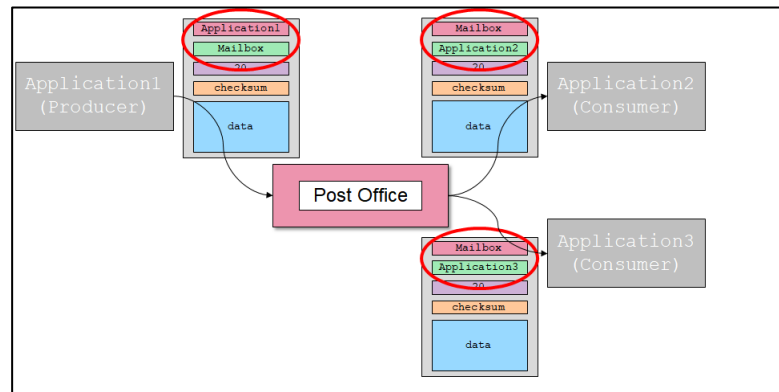 Application1
Mailbox
20
checksum
data
Application1
(Producer)
Mailbox
Application2
20
checksum
data
Application2
(Consumer)
Post Office
Mailbox
Application3
20
checksum
data
Application3
(Consumer)